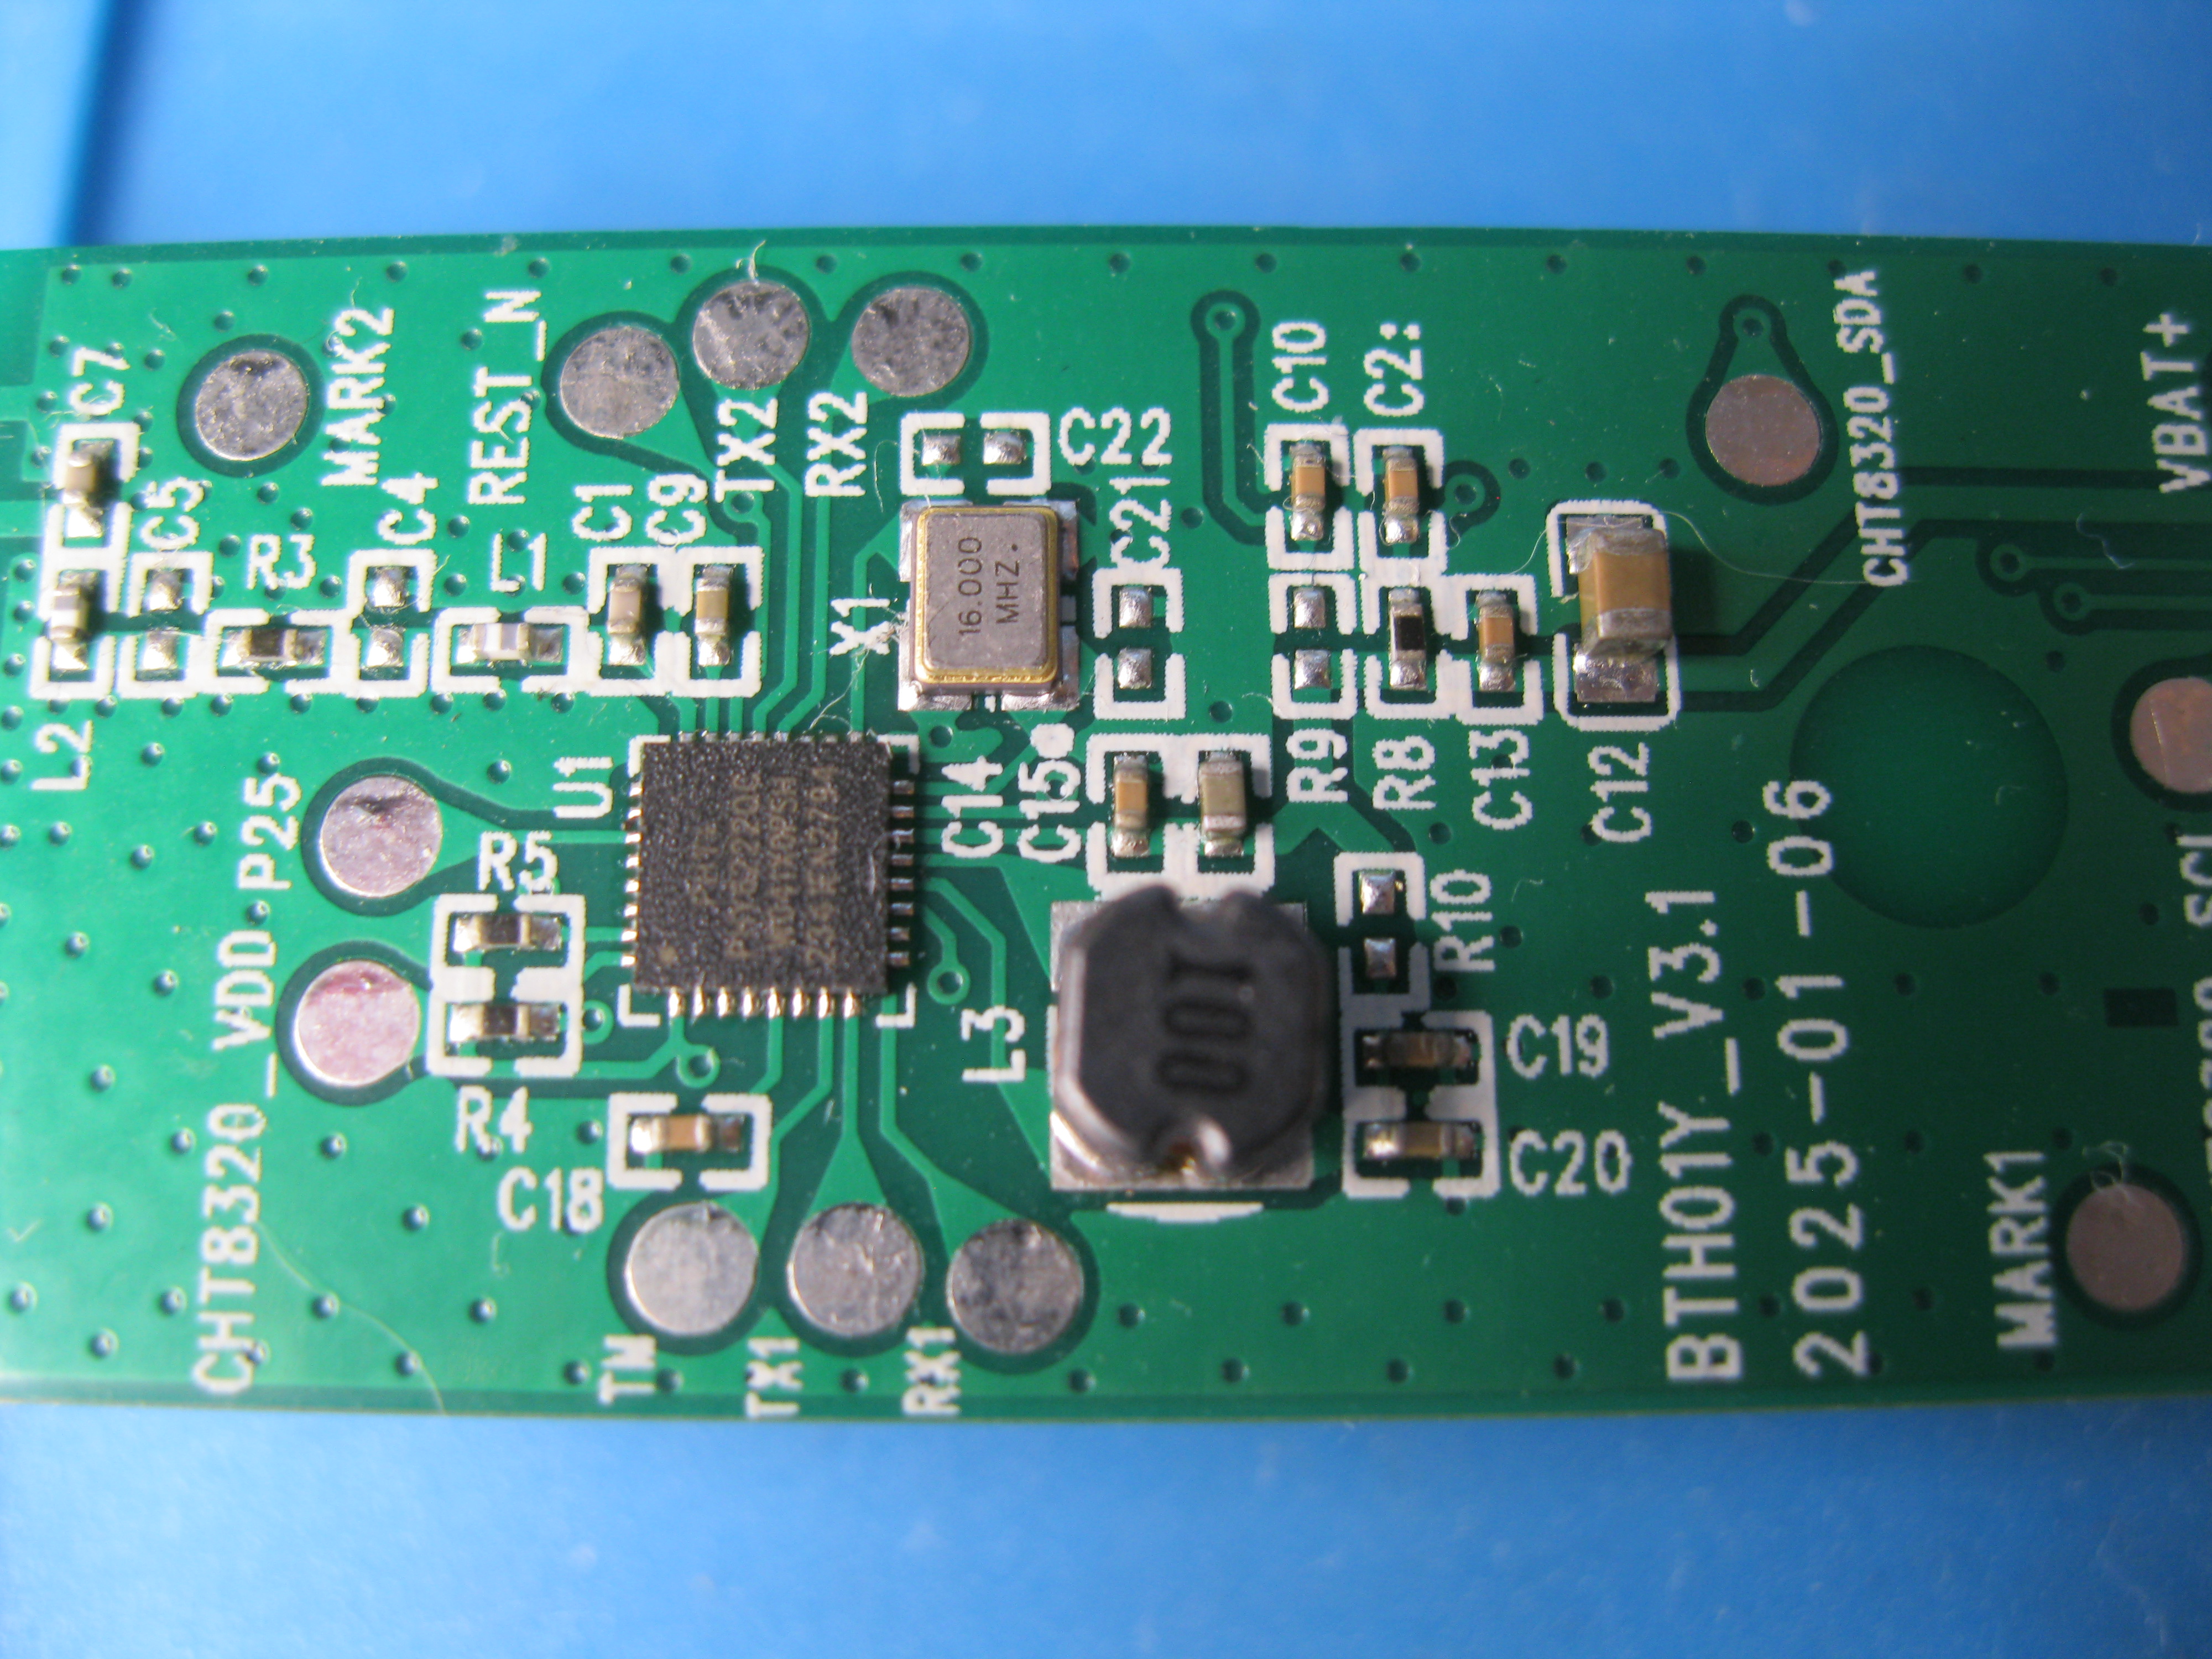 C7
C5
R3
C4
MARK2
REST_N
L1
C1
C9
TX2
RX2
C22
C21
X1
16.000
MHZ.
C10
CHT8320_SDA
VBAT+
L2
U1
C14
C15
R9
R8
C13
C12
CHT8320_VDD
P25
R5
R4
C18
L3
100
R10
C19
C20
BTH01Y_V3.1
2025-01-06
MARK1
TM
TX1
RX1